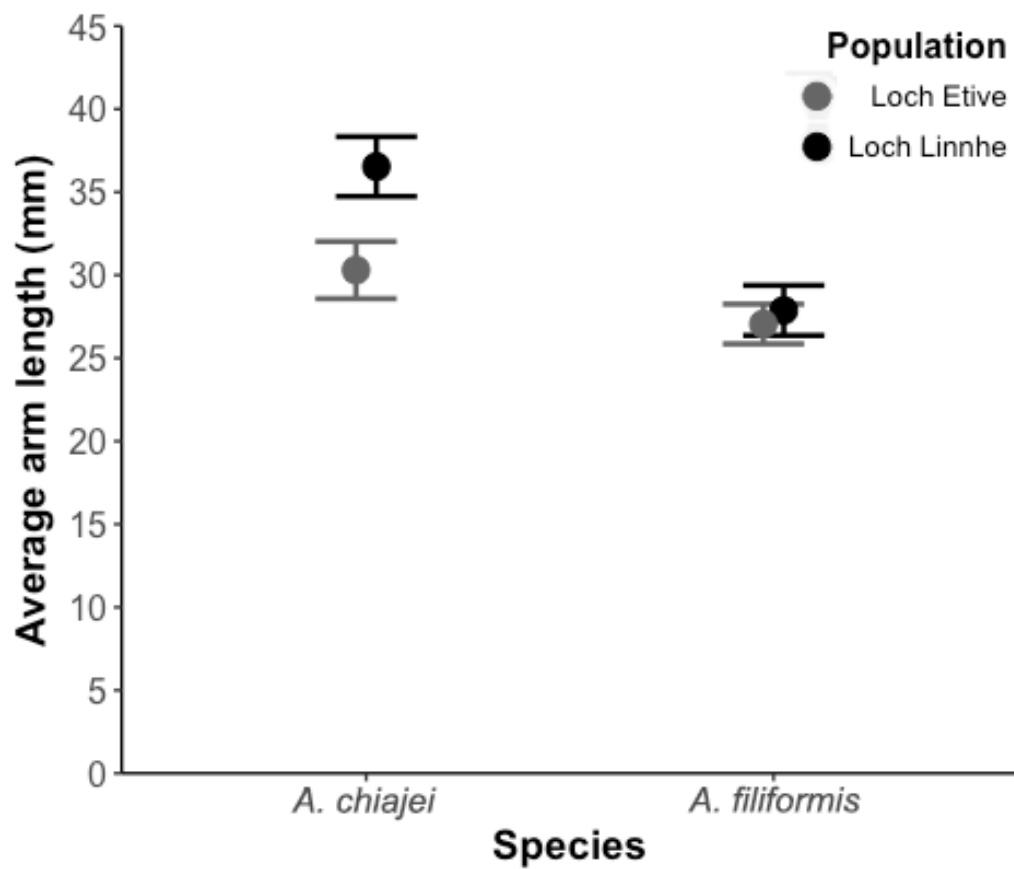 Population
Loch Etive
Loch Linnhe
Average arm length (mm)
45
40
35
30
25
20
15
10
5
0
A. chiajei
A. filiformis
Species